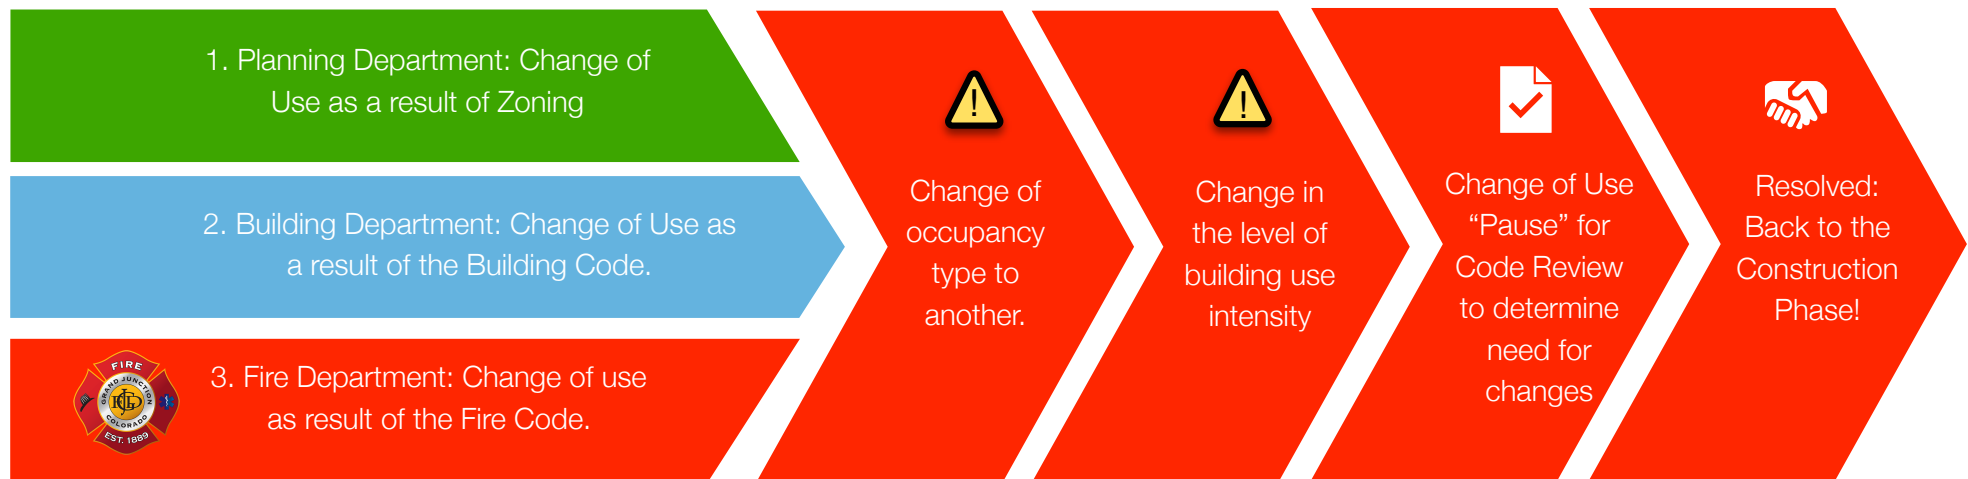 1. Planning Department: Change of
Use as a result of Zoning
2. Building Department: Change of Use as
a result of the Building Code.
FIRE
GRAND JUNCTION
GJFD
COLORADO
EST. 1889
3. Fire Department: Change of use
as result of the Fire Code.
!
Change of
occupancy
type to
another.
!
Change in
the level of
building use
intensity
Change of Use
“Pause” for
Code Review
to determine
need for
changes
Resolved:
Back to the
Construction
Phase!